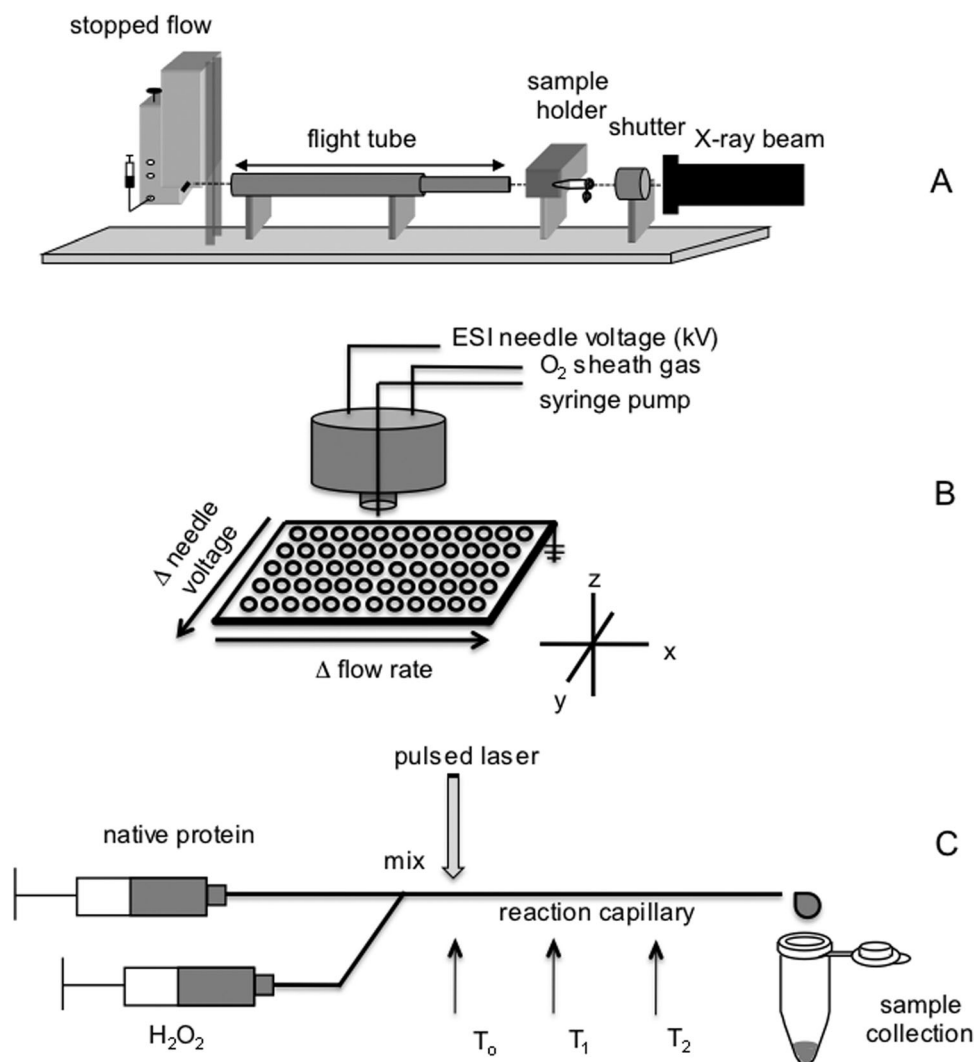 stopped flow
flight tube
sample
holder
shutter
X-ray beam
A
ESI needle voltage (kV)
O₂ sheath gas
syringe pump
B
Δ needle
voltage
Δ flow rate
z
x
y
pulsed laser
native protein
mix
C
reaction capillary
H₂O₂
Tₒ
T₁
T₂
sample
collection